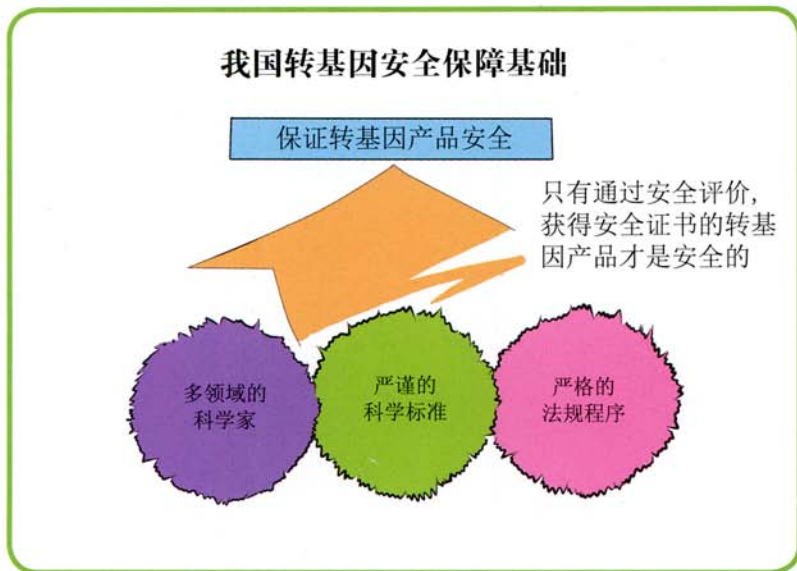 我国转基因安全保障基础
保证转基因产品安全
只有通过安全评价,
获得安全证书的转基
因产品才是安全的
多领域的
科学家
严谨的
科学标准
严格的
法规程序